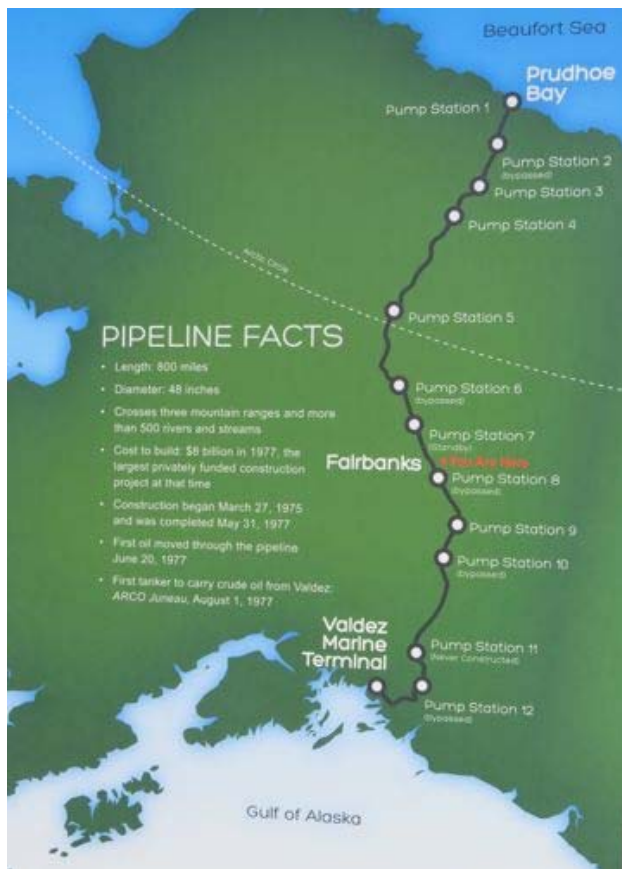 Beaufort Sea
Prudhoe
Bay
Pump Station 1
Pump Station 2
(bypassed)
Pump Station 3
Pump Station 4
Arctic Circle
Pump Station 5
PIPELINE FACTS
• Length: 800 miles
• Diameter: 48 inches
• Crosses three mountain ranges and more
than 500 rivers and streams
• Cost to build: $8 billion in 1977, the
largest privately funded construction
project at that time
• Construction began March 27, 1975
and was completed May 31, 1977
• First oil moved through the pipeline
June 20, 1977
• First tanker to carry crude oil from Valdez:
ARCO Juneau, August 1, 1977
Pump Station 6
(bypassed)
Pump Station 7
(Standby)
Fairbanks
You Are Here
Pump Station 8
(bypassed)
Pump Station 9
Pump Station 10
(bypassed)
Valdez
Marine
Terminal
Pump Station 11
(Never Constructed)
Pump Station 12
(bypassed)
Gulf of Alaska